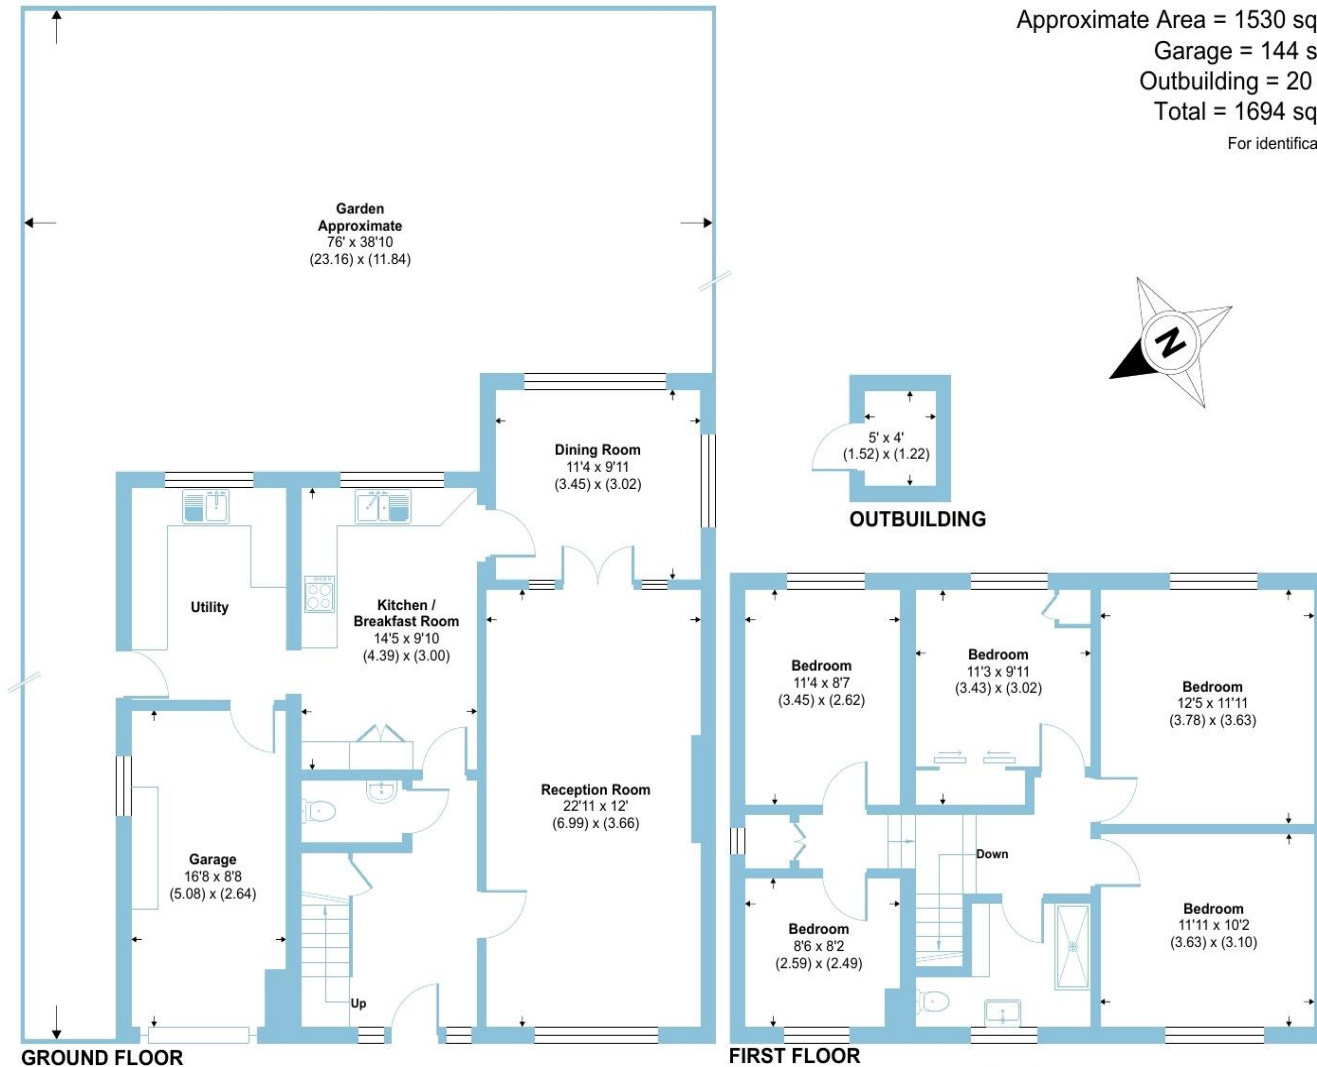 Approximate Area = 1530 sq
Garage = 144 s
Outbuilding = 20
Total = 1694 sq
For identifica
Garden
Approximate
76' x 38'10
(23.16) x (11.84)
N
Dining Room
11'4 x 9'11
(3.45) x (3.02)
5' x 4'
(1.52) x (1.22)
OUTBUILDING
Utility
Kitchen /
Breakfast Room
14'5 x 9'10
(4.39) x (3.00)
Reception Room
22'11 x 12'
(6.99) x (3.66)
Garage
16'8 x 8'8
(5.08) x (2.64)
Up
GROUND FLOOR
Bedroom
11'4 x 8'7
(3.45) x (2.62)
Bedroom
11'3 x 9'11
(3.43) x (3.02)
Bedroom
12'5 x 11'11
(3.78) x (3.63)
Down
Bedroom
8'6 x 8'2
(2.59) x (2.49)
Bedroom
11'11 x 10'2
(3.63) x (3.10)
FIRST FLOOR